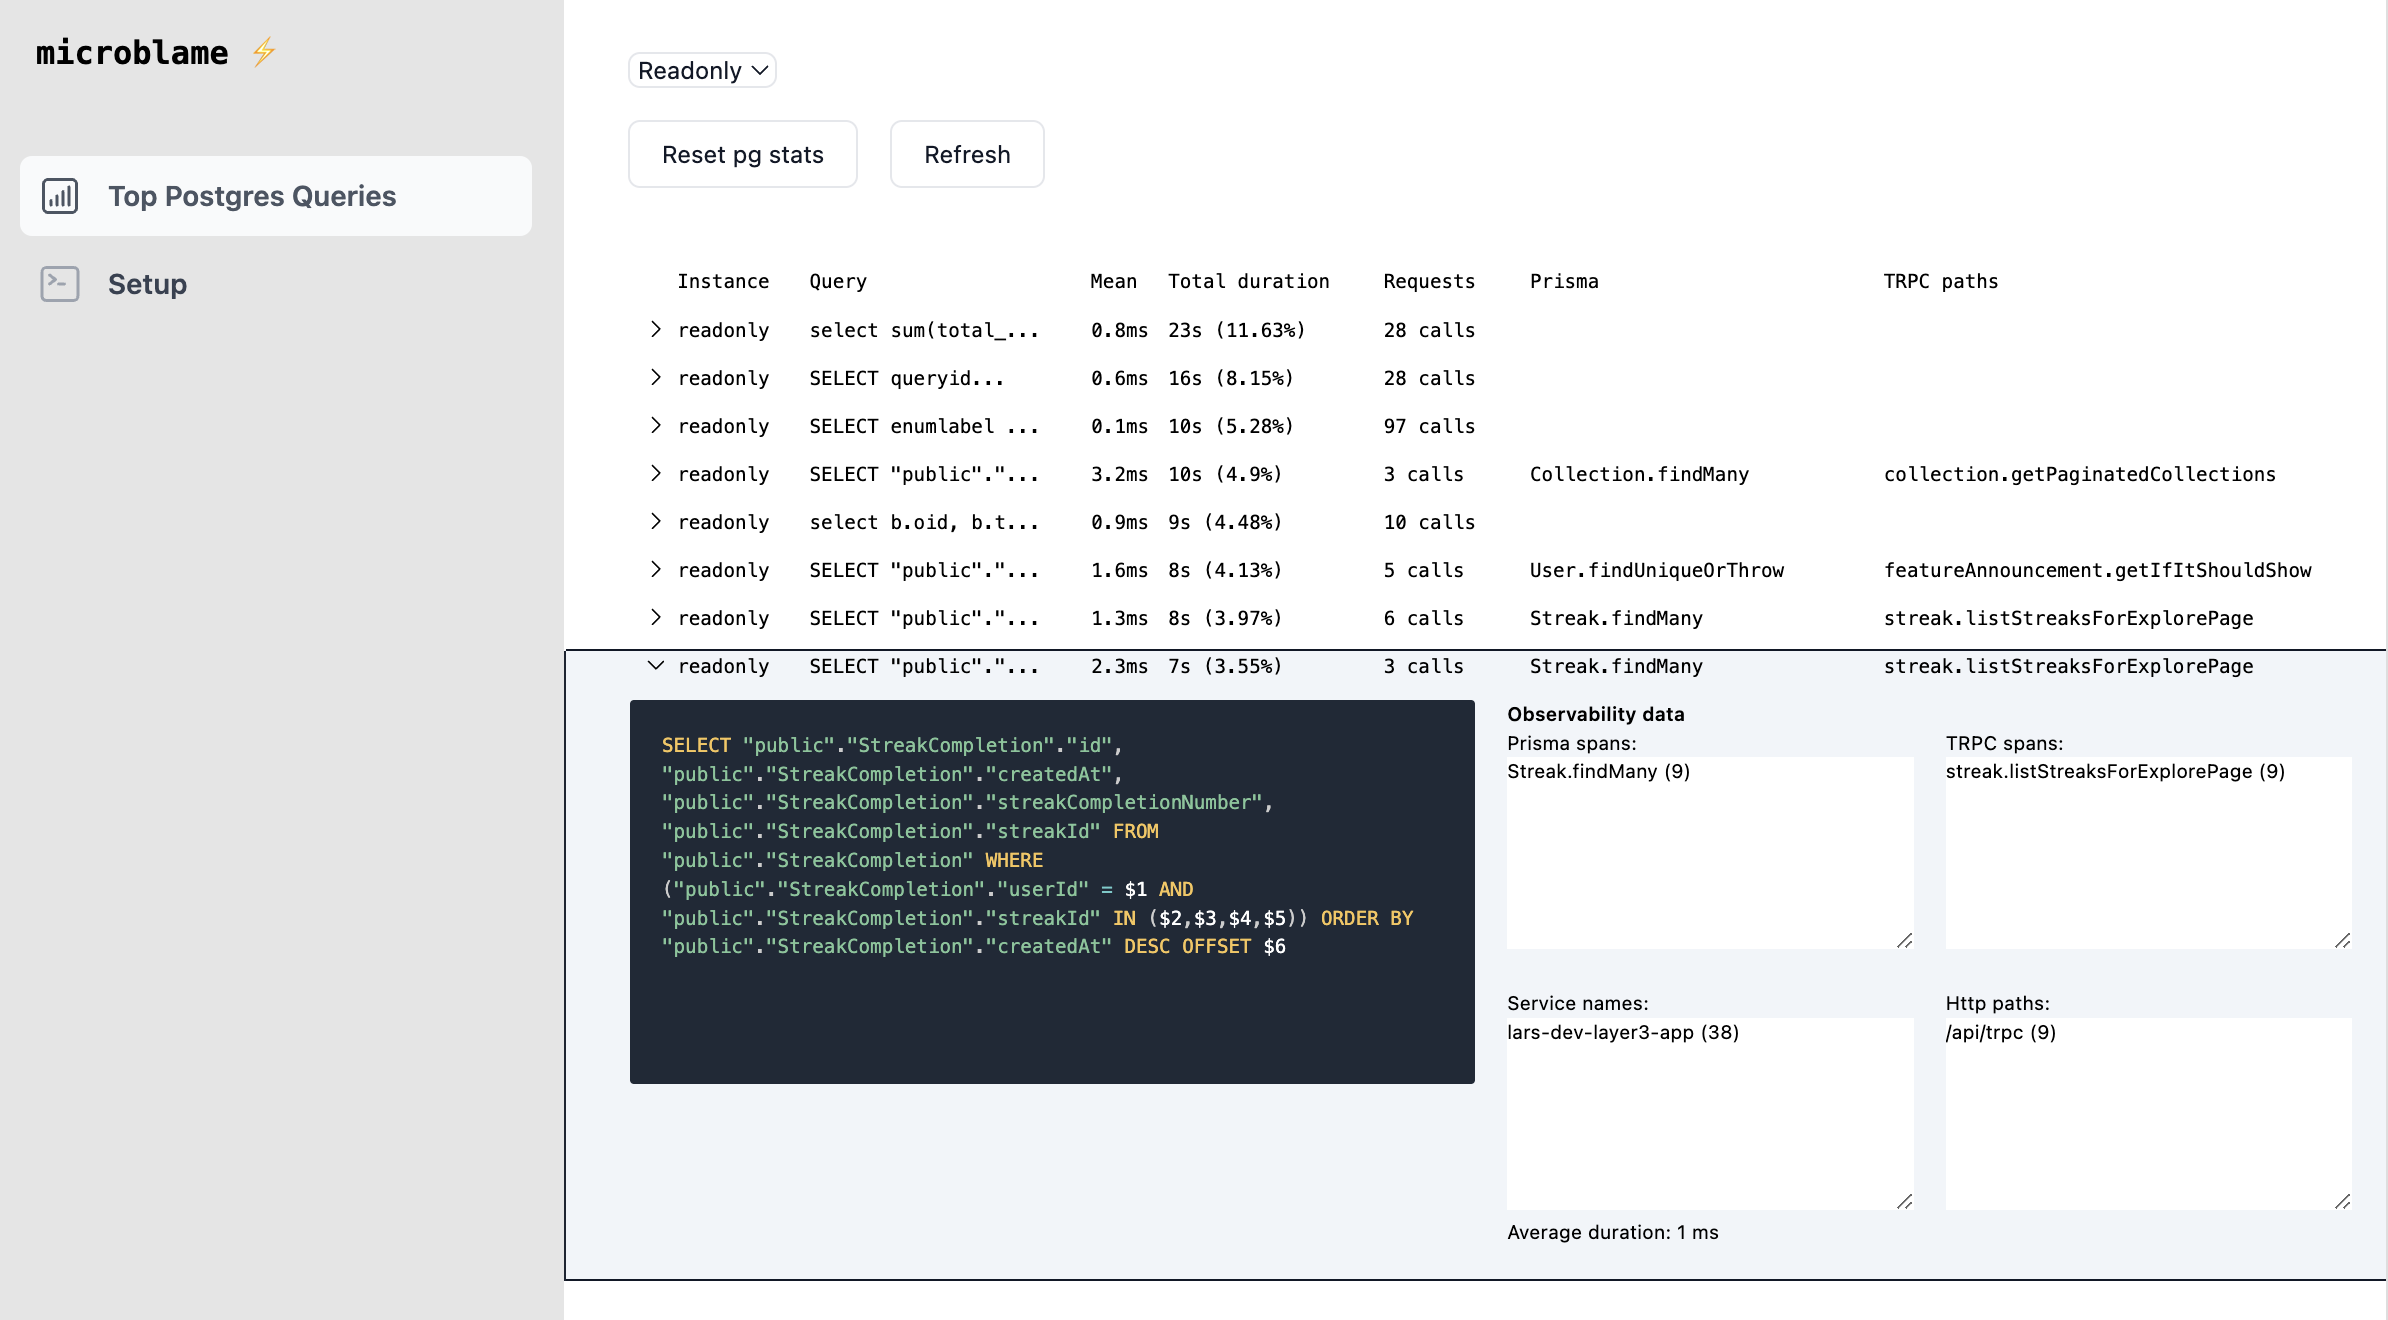 microblame ⚡
Top Postgres Queries
Setup
Readonly
Reset pg stats Refresh
Instance Query Mean Total duration Requests Prisma TRPC paths
readonly select sum(total_... 0.8ms 23s (11.63%) 28 calls
readonly SELECT queryid... 0.6ms 16s (8.15%) 28 calls
readonly SELECT enumlabel ... 0.1ms 10s (5.28%) 97 calls
readonly SELECT "public"."... 3.2ms 10s (4.9%) 3 calls Collection.findMany collection.getPaginatedCollections
readonly select b.oid, b.t... 0.9ms 9s (4.48%) 10 calls
readonly SELECT "public"."... 1.6ms 8s (4.13%) 5 calls User.findUniqueOrThrow featureAnnouncement.getIfItShouldShow
readonly SELECT "public"."... 1.3ms 8s (3.97%) 6 calls Streak.findMany streak.listStreaksForExplorePage
readonly SELECT "public"."... 2.3ms 7s (3.55%) 3 calls Streak.findMany streak.listStreaksForExplorePage
SELECT "public"."StreakCompletion"."id",
"public"."StreakCompletion"."createdAt",
"public"."StreakCompletion"."streakCompletionNumber",
"public"."StreakCompletion"."streakId" FROM
"public"."StreakCompletion" WHERE
("public"."StreakCompletion"."userId" = $1 AND
"public"."StreakCompletion"."streakId" IN ($2,$3,$4,$5)) ORDER BY
"public"."StreakCompletion"."createdAt" DESC OFFSET $6
Observability data
Prisma spans:
Streak.findMany (9)
TRPC spans:
streak.listStreaksForExplorePage (9)
Service names:
lars-dev-layer3-app (38)
Http paths:
/api/trpc (9)
Average duration: 1 ms